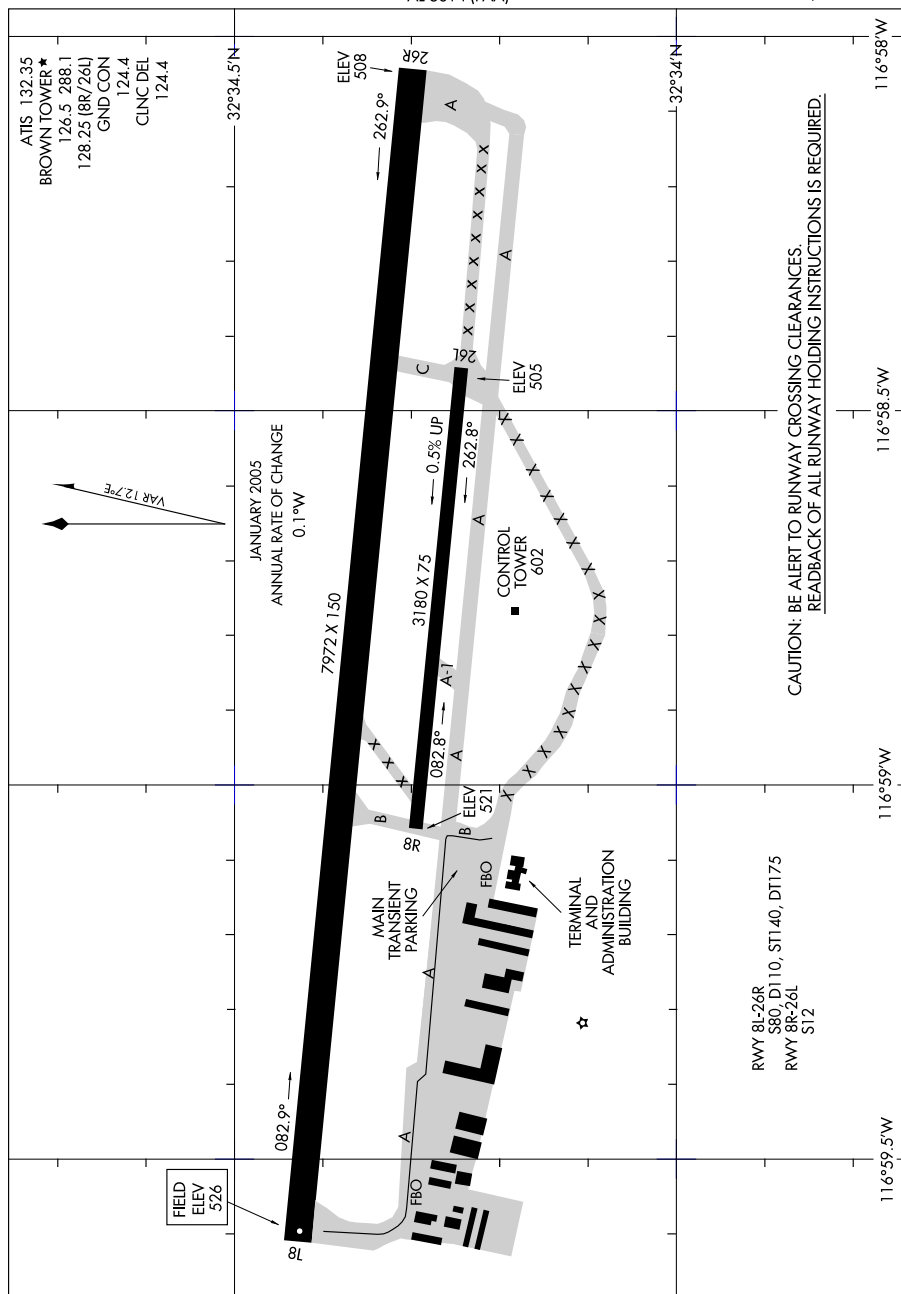 AL-5014 (FAA)
ATIS 132.35
BROWN TOWER★
126.5 288.1
128.25 (8R/26L)
GND CON
124.4
CLNC DEL
124.4
32°34.5'N
32°34'N
116°58'W
116°58.5'W
116°59'W
116°59.5'W
VAR 12.7°E
JANUARY 2005
ANNUAL RATE OF CHANGE
0.1°W
FIELD
ELEV
526
8L
082.9°
7972 X 150
262.9°
26R
ELEV
508
8R
ELEV
521
082.8°
3180 X 75
0.5% UP
262.8°
26L
ELEV
505
A
A
A
A
A
A
A-1
B
B
C
X X X X X X X X X X
X X X
X X X X X X X X X X X X X X X X X
CONTROL
TOWER
602
MAIN
TRANSIENT
PARKING
FBO
FBO
TERMINAL
AND
ADMINISTRATION
BUILDING
RWY 8L-26R
S80, D110, ST140, DT175
RWY 8R-26L
S12
CAUTION: BE ALERT TO RUNWAY CROSSING CLEARANCES.
READBACK OF ALL RUNWAY HOLDING INSTRUCTIONS IS REQUIRED.